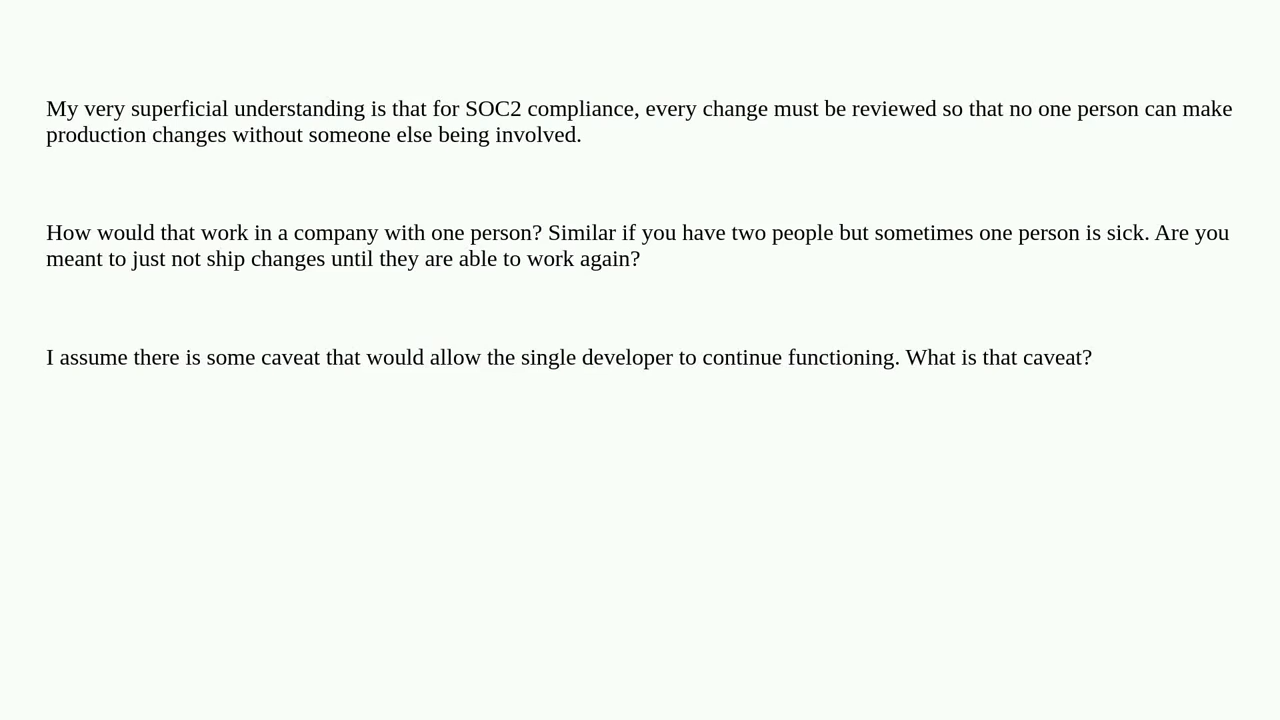 My very superficial understanding is that for SOC2 compliance, every change must be reviewed so that no one person can make
production changes without someone else being involved.
How would that work in a company with one person? Similar if you have two people but sometimes one person is sick. Are you
meant to just not ship changes until they are able to work again?
I assume there is some caveat that would allow the single developer to continue functioning. What is that caveat?